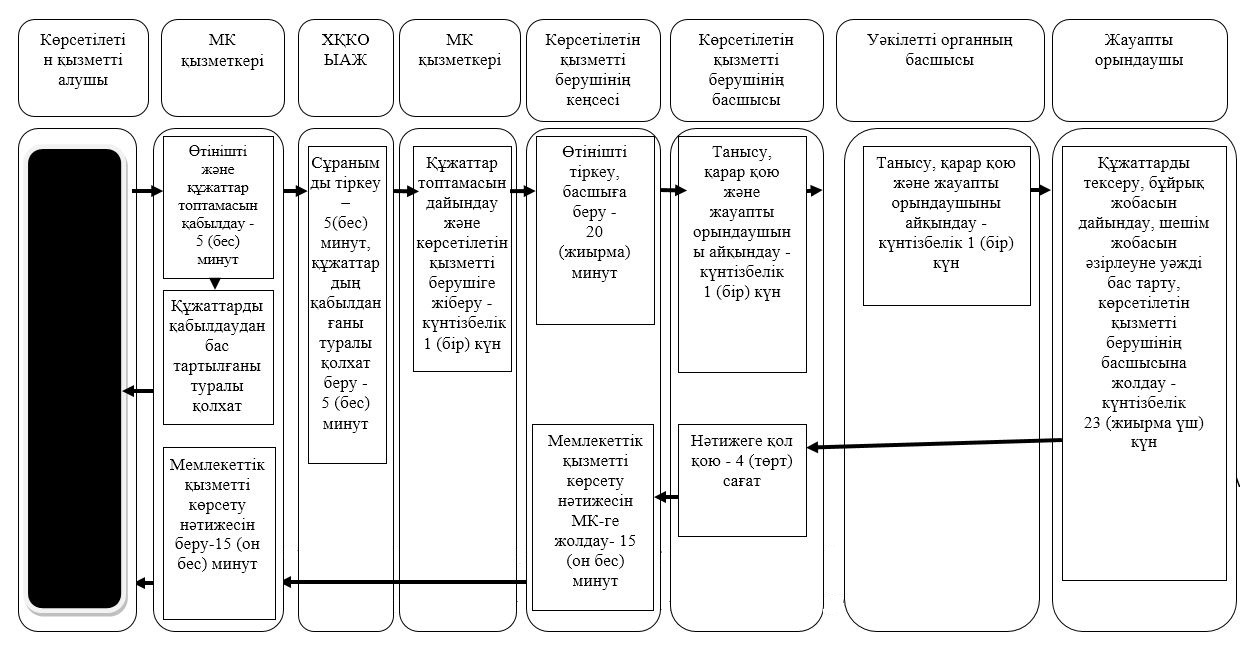 Көрсетілеті
н қызметті
алушы
МК
қызметкері
ХҚКО
ЫАЖ
МК
қызметкері
Көрсетілетін
қызметті
берушінің
кеңсесі
Көрсетілетін
қызметті
берушінің
басшысы
Уәкілетті органның
басшысы
Жауапты
орындаушы
Өтінішті
және
құжаттар
топтамасын
қабылдау -
5 (бес)
минут
Құжаттарды
қабылдаудан
бас
тартылғаны
туралы
қолхат
Мемлекеттік
қызметті
көрсету
нәтижесін
беру-15 (он
бес) минут
Сұраным
ды тіркеу
–
5(бес)
минут,
құжаттар
дың
қабылдан
ғаны
туралы
қолхат
беру -
5 (бес)
минут
Құжаттар
топтамасын
дайындау
және
көрсетілетін
қызметті
берушіге
жіберу -
күнтізбелік
1 (бір) күн
Өтінішті
тіркеу,
басшыға
беру -
20
(жиырма)
минут
Мемлекеттік
қызметті
көрсету
нәтижесін
МК-ге
жолдау- 15
(он бес)
минут
Танысу,
қарар қою
және
жауапты
орындаушын
ы айқындау -
күнтізбелік
1 (бір) күн
Нәтижеге қол
қою - 4 (төрт)
сағат
Танысу, қарар қою
және жауапты
орындаушыны
айқындау -
күнтізбелік 1 (бір)
күн
Құжаттарды
тексеру, бұйрық
жобасын
дайындау, шешім
жобасын
әзірлеуне уәжді
бас тарту,
көрсетілетін
қызметті
берушінің
басшысына
жолдау -
күнтізбелік
23 (жиырма үш)
күн